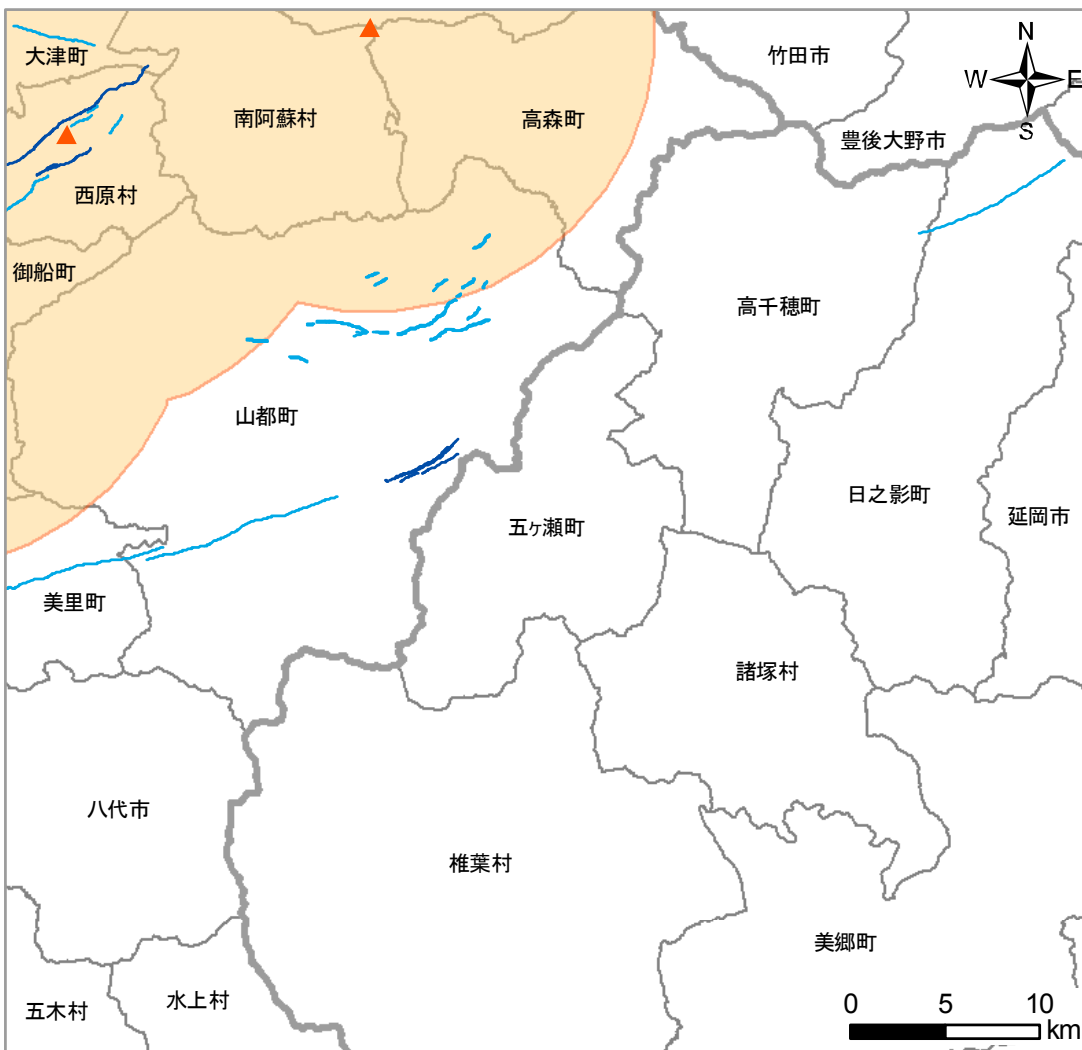 N
大津町
竹田市
W
E
南阿蘇村
高森町
S
豊後大野市
西原村
御船町
高千穂町
山都町
日之影町
五ヶ瀬町
延岡市
美里町
諸塚村
八代市
椎葉村
美郷町
五木村
水上村
0 5 10
km